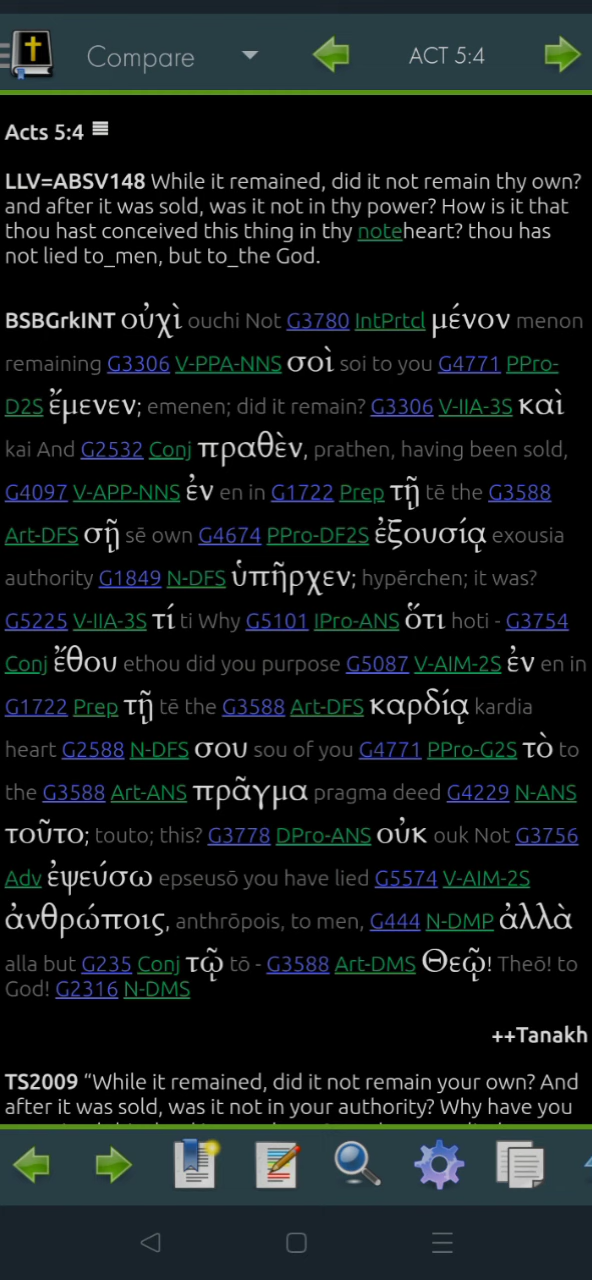 Compare
ACT 5:4
Acts 5:4
LLV=ABSV148 While it remained, did it not remain thy own?
and after it was sold, was it not in thy power? How is it that
thou hast conceived this thing in thy noteheart? thou has
not lied to_men, but to_the God.
BSBGrkINT οὐχὶ ouchi Not G3780 IntPrtcl μένον menon
remaining G3306 V-PPA-NNS σοὶ soi to you G4771 PPro-
D2S ἔμενεν; emenen; did it remain? G3306 V-IIA-3S καὶ
kai And G2532 Conj πραθὲν, prathen, having been sold,
G4097 V-APP-NNS ἐν en in G1722 Prep τῇ tē the G3588
Art-DFS σῇ sē own G4674 PPro-DF2S ἐξουσίᾳ exousia
authority G1849 N-DFS ὑπῆρχεν; hypērchen; it was?
G5225 V-IIA-3S τί ti Why G5101 IPro-ANS ὅτι hoti - G3754
Conj ἔθου ethou did you purpose G5087 V-AIM-2S ἐν en in
G1722 Prep τῇ tē the G3588 Art-DFS καρδίᾳ kardia
heart G2588 N-DFS σου sou of you G4771 PPro-G2S τὸ to
the G3588 Art-ANS πρᾶγμα pragma deed G4229 N-ANS
τοῦτο; touto; this? G3778 DPro-ANS οὐκ ouk Not G3756
Adv ἐψεύσω epseusō you have lied G5574 V-AIM-2S
ἀνθρώποις, anthrōpois, to men, G444 N-DMP ἀλλὰ
alla but G235 Conj τῷ tō - G3588 Art-DMS Θεῷ! Theō! to
God! G2316 N-DMS
++Tanakh
TS2009 “While it remained, did it not remain your own? And
after it was sold, was it not in your authority? Why have you